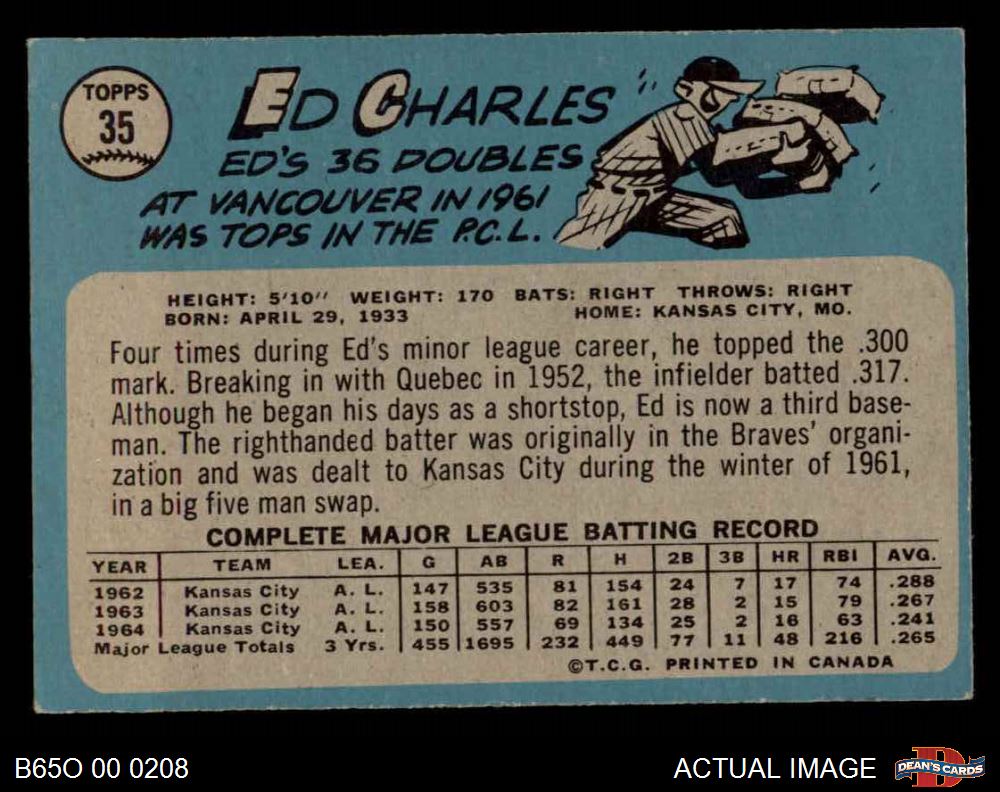 TOPPS
35
ED CHARLES
ED'S 36 DOUBLES
AT VANCOUVER IN 1961
WAS TOPS IN THE P.C.L.
HEIGHT: 5'10" WEIGHT: 170 BATS: RIGHT THROWS: RIGHT
BORN: APRIL 29, 1933 HOME: KANSAS CITY, MO.
Four times during Ed's minor league career, he topped the .300
mark. Breaking in with Quebec in 1952, the infielder batted .317.
Although he began his days as a shortstop, Ed is now a third base-
man. The righthanded batter was originally in the Braves' organi-
zation and was dealt to Kansas City during the winter of 1961,
in a big five man swap.
COMPLETE MAJOR LEAGUE BATTING RECORD
YEAR TEAM LEA. G AB R H 2B 3B HR RBI AVG.
1962 Kansas City A. L. 147 535 81 154 24 7 17 74 .288
1963 Kansas City A. L. 158 603 82 161 28 2 15 79 .267
1964 Kansas City A. L. 150 557 69 134 25 2 16 63 .241
Major League Totals 3 Yrs. 455 1695 232 449 77 11 48 216 .265
©T.C.G. PRINTED IN CANADA
B65O 00 0208
ACTUAL IMAGE
DEAN'S CARDS